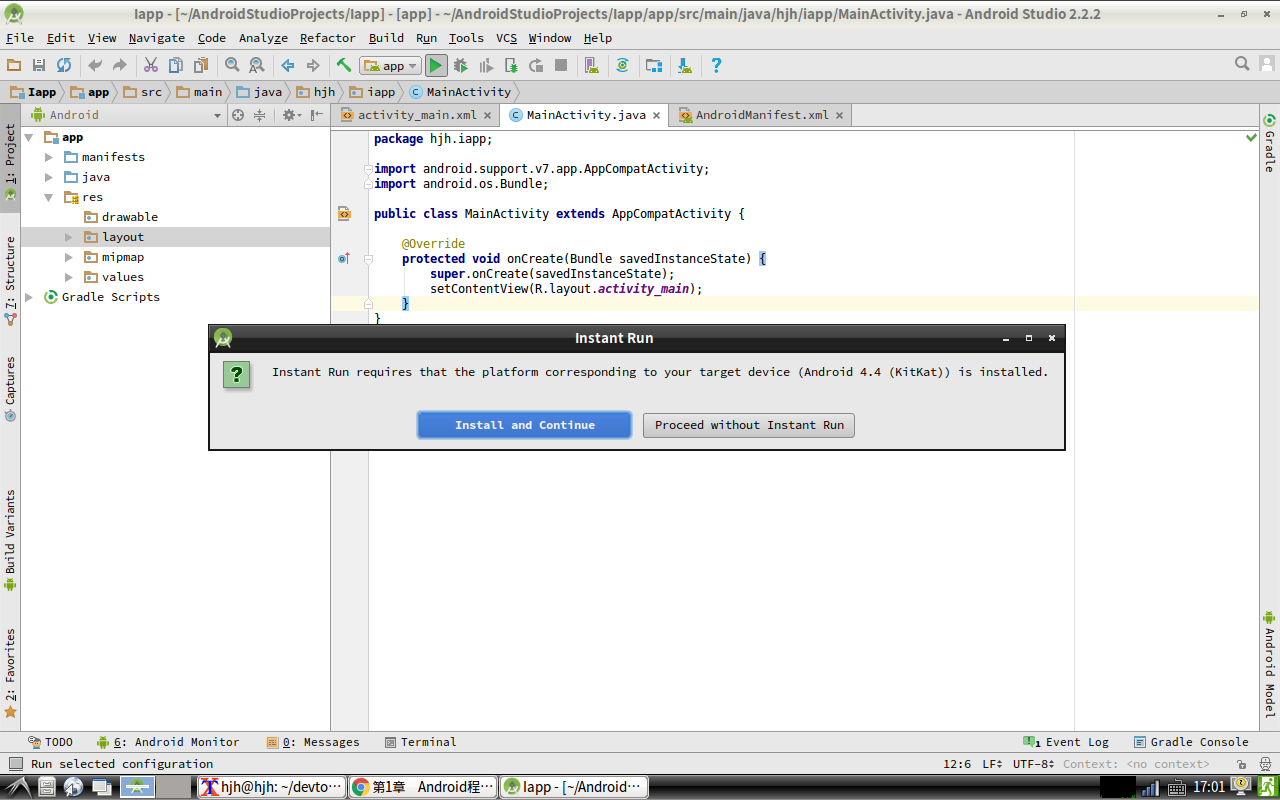 Iapp - [~/AndroidStudioProjects/Iapp] - [app] - ~/AndroidStudioProjects/Iapp/app/src/main/java/hjh/iapp/MainActivity.java - Android Studio 2.2.2
File Edit View Navigate Code Analyze Refactor Build Run Tools VCS Window Help
app
Iapp app src main java hjh iapp MainActivity
Android
activity_main.xml MainActivity.java AndroidManifest.xml
1: Project
7: Structure
Captures
Build Variants
2: Favorites
app
manifests
java
res
drawable
layout
mipmap
values
Gradle Scripts
package hjh.iapp;
import android.support.v7.app.AppCompatActivity;
import android.os.Bundle;
public class MainActivity extends AppCompatActivity {
@Override
protected void onCreate(Bundle savedInstanceState) {
super.onCreate(savedInstanceState);
setContentView(R.layout.activity_main);
}
}
Instant Run
Instant Run requires that the platform corresponding to your target device (Android 4.4 (KitKat)) is installed.
Install and Continue Proceed without Instant Run
Gradle
Android Model
TODO 6: Android Monitor 0: Messages Terminal 1 Event Log Gradle Console
Run selected configuration 12:6 LF UTF-8 Context: <no context>
hjh@hjh: ~/devto... 第1章 Android程... Iapp - [~/Android... 17:01